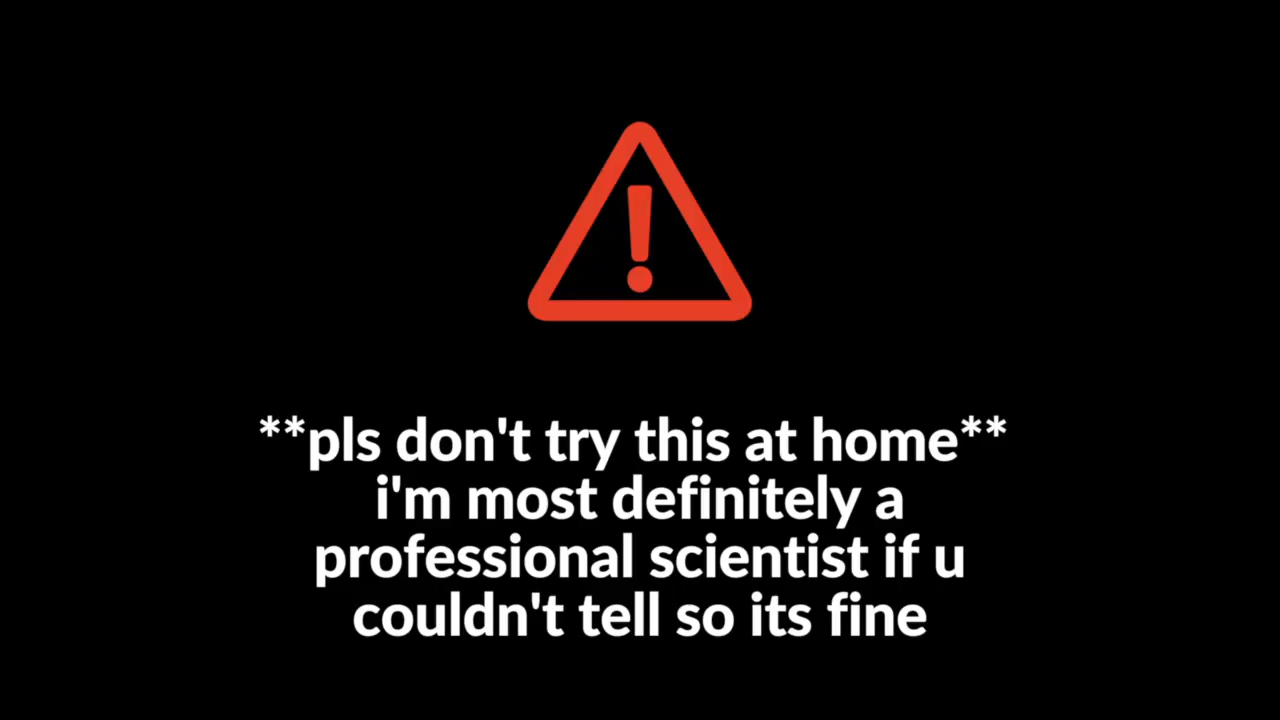 **pls don't try this at home**
i'm most definitely a
professional scientist if u
couldn't tell so its fine